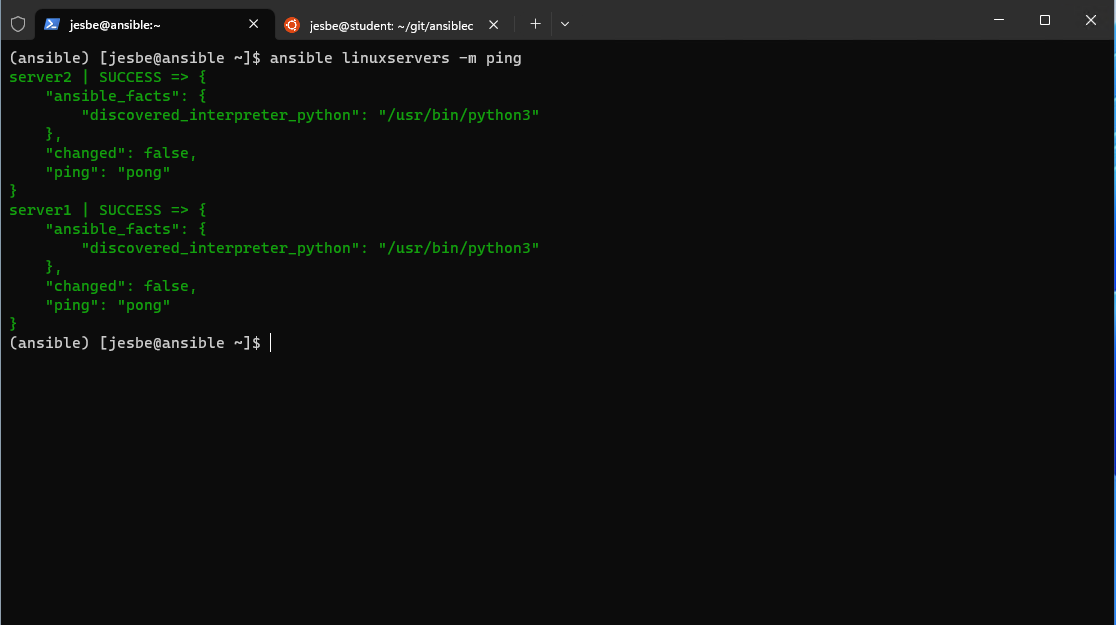 jesbe@ansible:~
jesbe@student: ~/git/ansiblec
(ansible) [jesbe@ansible ~]$ ansible linuxservers -m ping
server2 | SUCCESS => {
    "ansible_facts": {
        "discovered_interpreter_python": "/usr/bin/python3"
    },
    "changed": false,
    "ping": "pong"
}
server1 | SUCCESS => {
    "ansible_facts": {
        "discovered_interpreter_python": "/usr/bin/python3"
    },
    "changed": false,
    "ping": "pong"
}
(ansible) [jesbe@ansible ~]$